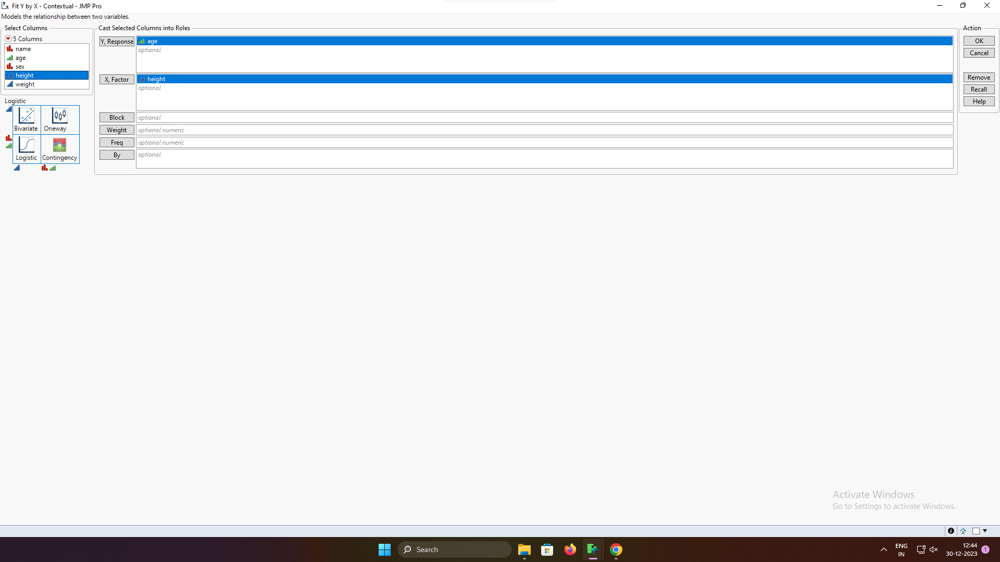 Fit Y by X - Contextual - JMP Pro
Models the relationship between two variables.
Select Columns
5 Columns
name
age
sex
height
weight
Logistic
Bivariate
Oneway
Logistic
Contingency
Cast Selected Columns into Roles
Y, Response
age
optional
X, Factor
height
optional
Block
optional
Weight
optional numeric
Freq
optional numeric
By
optional
Action
OK
Cancel
Remove
Recall
Help
Activate Windows
Go to Settings to activate Windows.
Search
ENG
IN
12:44
30-12-2023
1